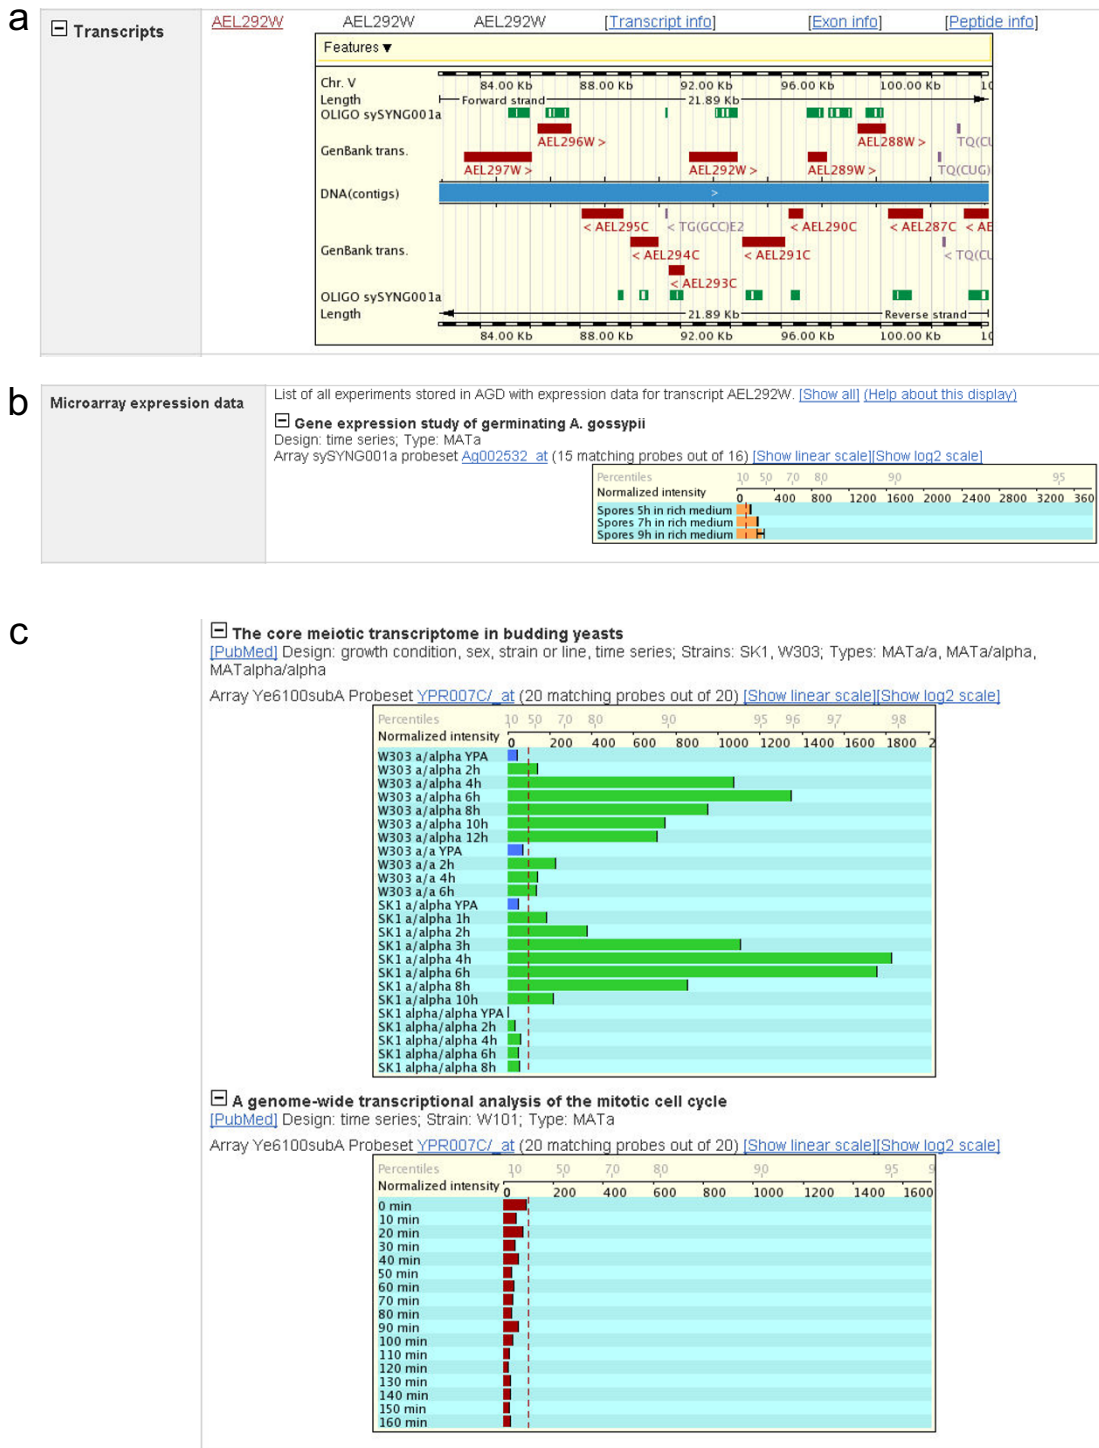 a
Transcripts
AEL292W AEL292W AEL292W [Transcript info] [Exon info] [Peptide info]
Features ▼
Chr. V 84.00 Kb 88.00 Kb 92.00 Kb 96.00 Kb 100.00 Kb 10
Length Forward strand 21.89 Kb
OLIGO sySYNG001a
AEL296W > AEL288W > TQ(CU
GenBank trans.
AEL297W > AEL292W > AEL289W > TQ(CUG)
DNA(contigs) >
< AEL295C < TG(GCC)E2 < AEL290C < AEL287C < AE
GenBank trans.
< AEL294C < AEL291C < TQ(CU
< AEL293C
OLIGO sySYNG001a
Length 21.89 Kb Reverse strand
84.00 Kb 88.00 Kb 92.00 Kb 96.00 Kb 100.00 Kb 10
b
Microarray expression data
List of all experiments stored in AGD with expression data for transcript AEL292W. [Show all] (Help about this display)
Gene expression study of germinating A. gossypii
Design: time series; Type: MATa
Array sySYNG001a probeset Ag002532_at (15 matching probes out of 16) [Show linear scale][Show log2 scale]
Percentiles 10 50 70 80 90 95
Normalized intensity 0 400 800 1200 1600 2000 2400 2800 3200 360
Spores 5h in rich medium
Spores 7h in rich medium
Spores 9h in rich medium
c
The core meiotic transcriptome in budding yeasts
[PubMed] Design: growth condition, sex, strain or line, time series; Strains: SK1, W303; Types: MATa/a, MATa/alpha,
MATalpha/alpha
Array Ye6100subA Probeset YPR007C/_at (20 matching probes out of 20) [Show linear scale][Show log2 scale]
Percentiles 10 50 70 80 90 95 96 97 98
Normalized intensity 0 200 400 600 800 1000 1200 1400 1600 1800 2
W303 a/alpha YPA
W303 a/alpha 2h
W303 a/alpha 4h
W303 a/alpha 6h
W303 a/alpha 8h
W303 a/alpha 10h
W303 a/alpha 12h
W303 a/a YPA
W303 a/a 2h
W303 a/a 4h
W303 a/a 6h
SK1 a/alpha YPA
SK1 a/alpha 1h
SK1 a/alpha 2h
SK1 a/alpha 3h
SK1 a/alpha 4h
SK1 a/alpha 6h
SK1 a/alpha 8h
SK1 a/alpha 10h
SK1 alpha/alpha YPA
SK1 alpha/alpha 2h
SK1 alpha/alpha 4h
SK1 alpha/alpha 6h
SK1 alpha/alpha 8h
A genome-wide transcriptional analysis of the mitotic cell cycle
[PubMed] Design: time series; Strain: W101; Type: MATa
Array Ye6100subA Probeset YPR007C/_at (20 matching probes out of 20) [Show linear scale][Show log2 scale]
Percentiles 10 50 70 80 90 95 9
Normalized intensity 0 200 400 600 800 1000 1200 1400 1600
0 min
10 min
20 min
30 min
40 min
50 min
60 min
70 min
80 min
90 min
100 min
110 min
120 min
130 min
140 min
150 min
160 min